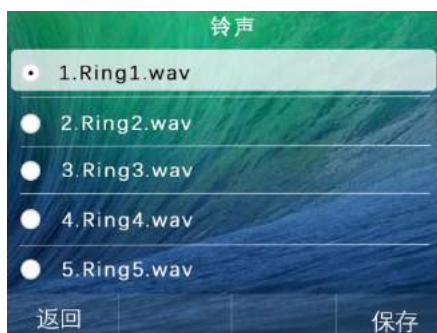 铃声
1.Ring1.wav
2.Ring2.wav
3.Ring3.wav
4.Ring4.wav
5.Ring5.wav
返回 保存